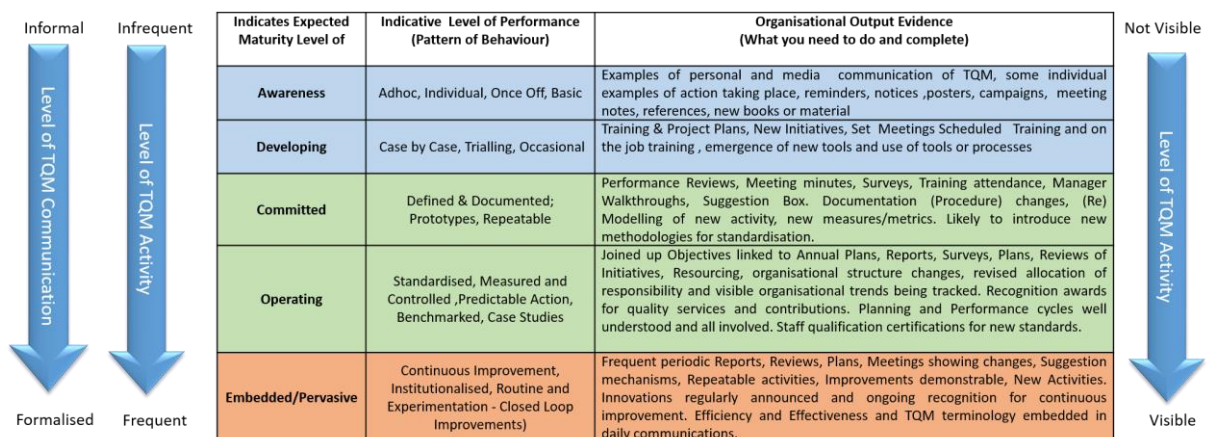 Informal
Infrequent
Level of TQM Communication
Level of TQM Activity
Formalised
Frequent
Indicates Expected
Maturity Level of
Indicative Level of Performance
(Pattern of Behaviour)
Organisational Output Evidence
(What you need to do and complete)
Awareness
Adhoc, Individual, Once Off, Basic
Examples of personal and media communication of TQM, some individual
examples of action taking place, reminders, notices ,posters, campaigns, meeting
notes, references, new books or material
Developing
Case by Case, Trialling, Occasional
Training & Project Plans, New Initiatives, Set Meetings Scheduled Training and on
the job training , emergence of new tools and use of tools or processes
Committed
Defined & Documented;
Prototypes, Repeatable
Performance Reviews, Meeting minutes, Surveys, Training attendance, Manager
Walkthroughs, Suggestion Box. Documentation (Procedure) changes, (Re)
Modelling of new activity, new measures/metrics. Likely to introduce new
methodologies for standardisation.
Operating
Standardised, Measured and
Controlled ,Predictable Action,
Benchmarked, Case Studies
Joined up Objectives linked to Annual Plans, Reports, Surveys, Plans, Reviews of
Initiatives, Resourcing, organisational structure changes, revised allocation of
responsibility and visible organisational trends being tracked. Recognition awards
for quality services and contributions. Planning and Performance cycles well
understood and all involved. Staff qualification certifications for new standards.
Embedded/Pervasive
Continuous Improvement,
Institutionalised, Routine and
Experimentation - Closed Loop
Improvements)
Frequent periodic Reports, Reviews, Plans, Meetings showing changes, Suggestion
mechanisms, Repeatable activities, Improvements demonstrable, New Activities.
Innovations regularly announced and ongoing recognition for continuous
improvement. Efficiency and Effectiveness and TQM terminology embedded in
daily communications.
Not Visible
Level of TQM Activity
Visible